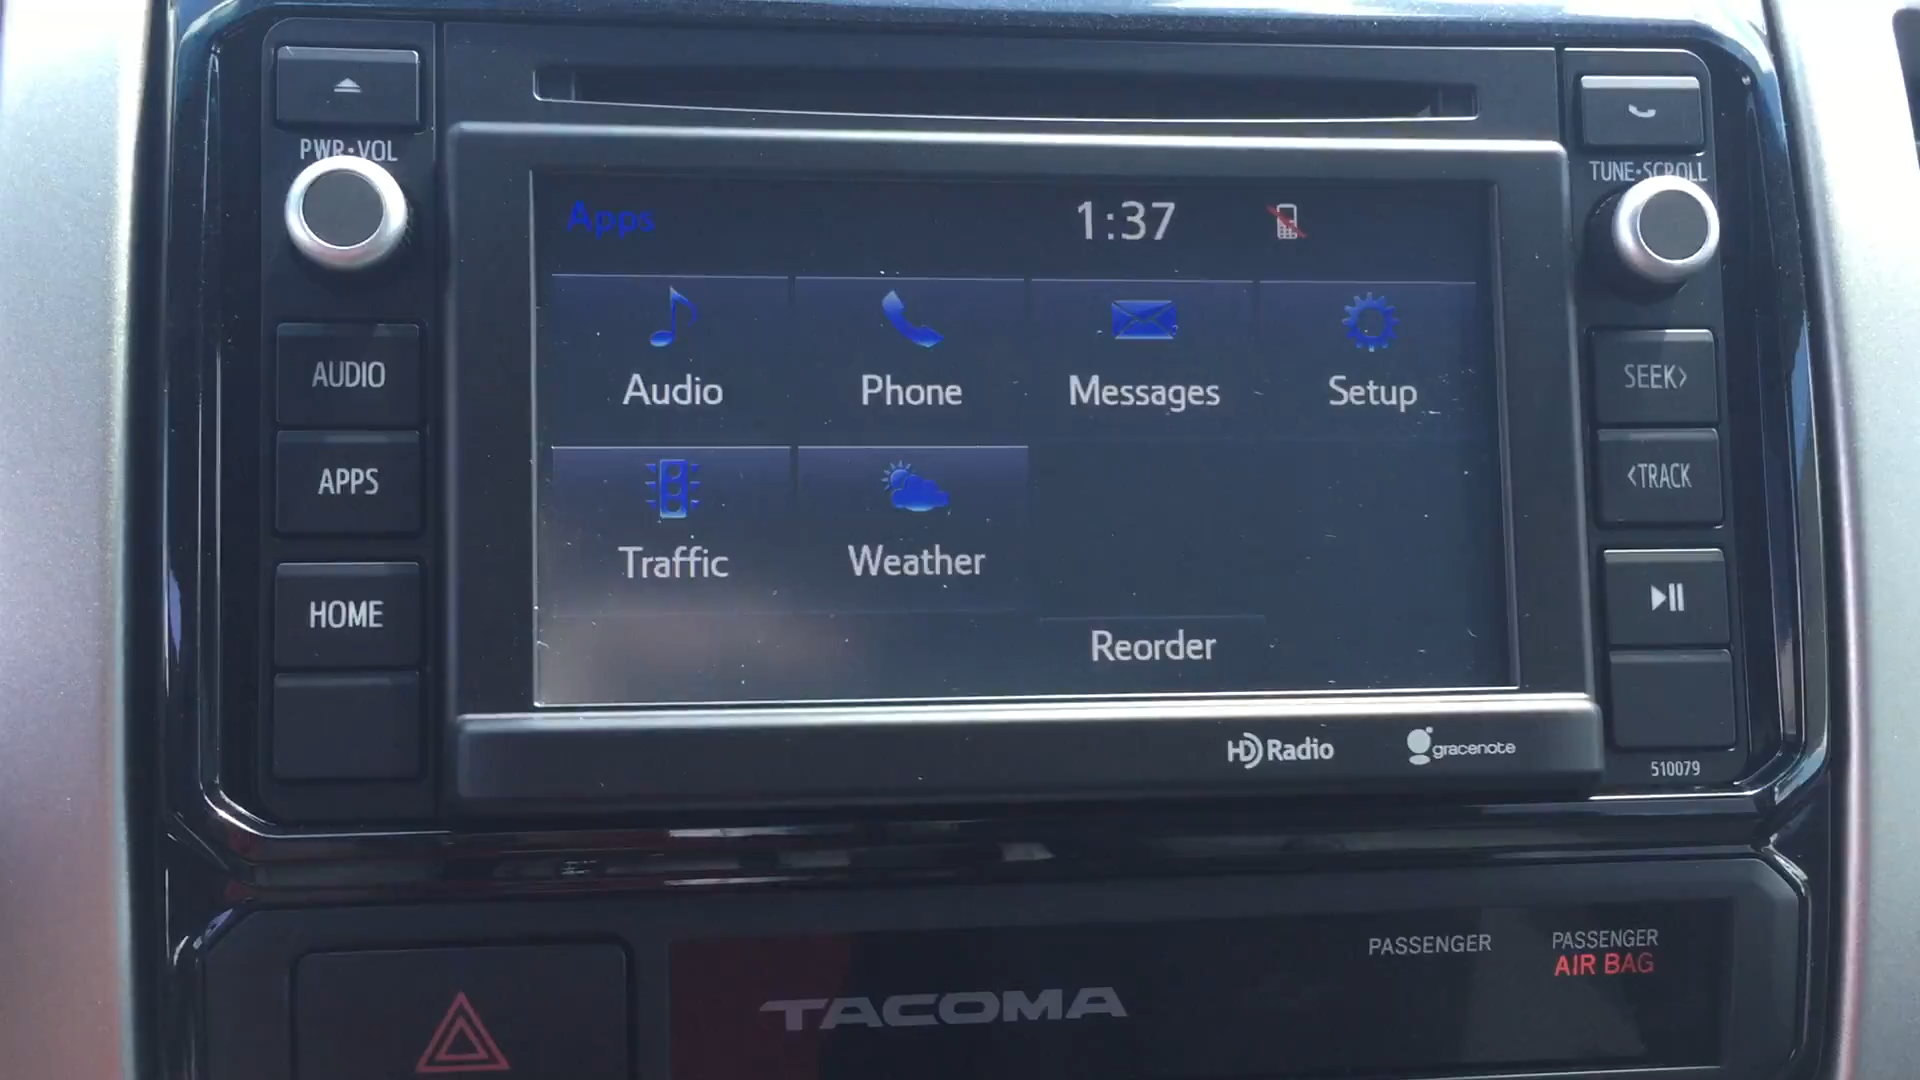 PWR•VOL
TUNE•SCROLL
Apps
1:37
Audio
Phone
Messages
Setup
Traffic
Weather
Reorder
AUDIO
APPS
HOME
SEEK>
<TRACK
HD Radio
gracenote
510079
PASSENGER
PASSENGER
AIR BAG
TACOMA